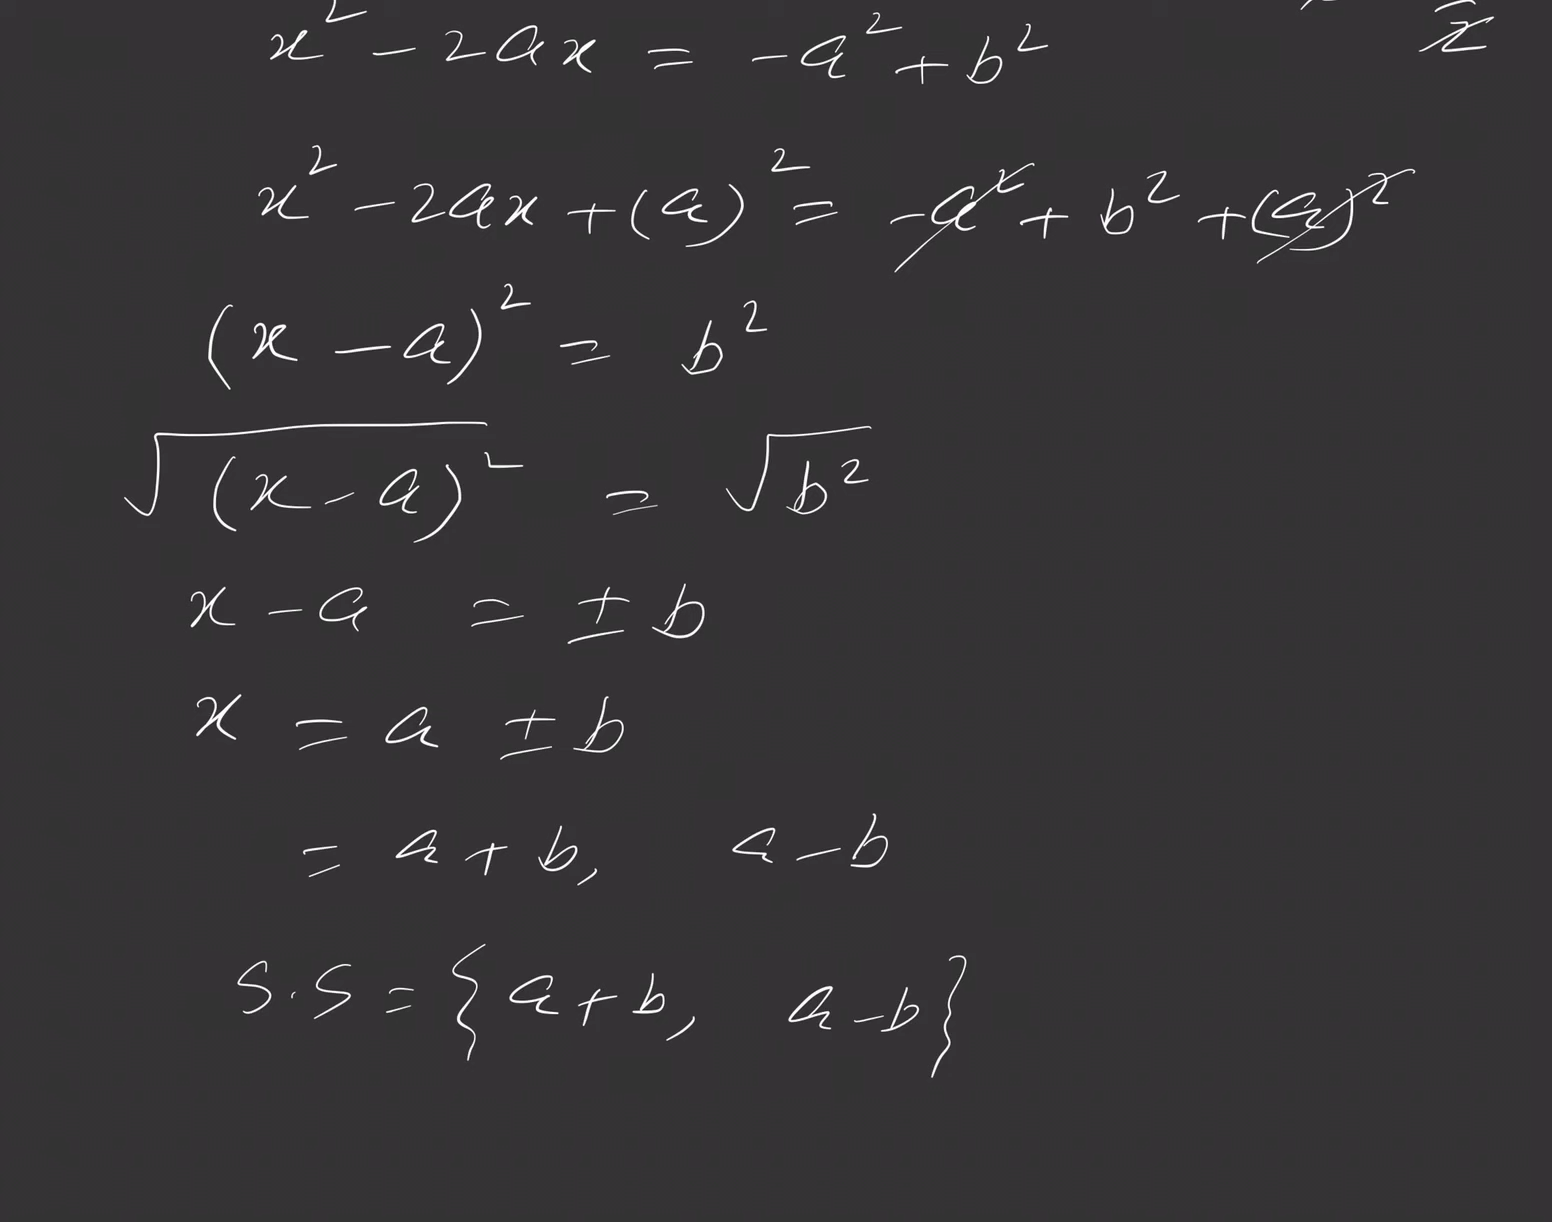 x² - 2ax = -a² + b²
x² - 2ax + (a)² = -a² + b² + (a)²
(x - a)² = b²
√(x - a)² = √b²
x - a = ± b
x = a ± b
= a + b, a - b
S.S = {a + b, a - b}